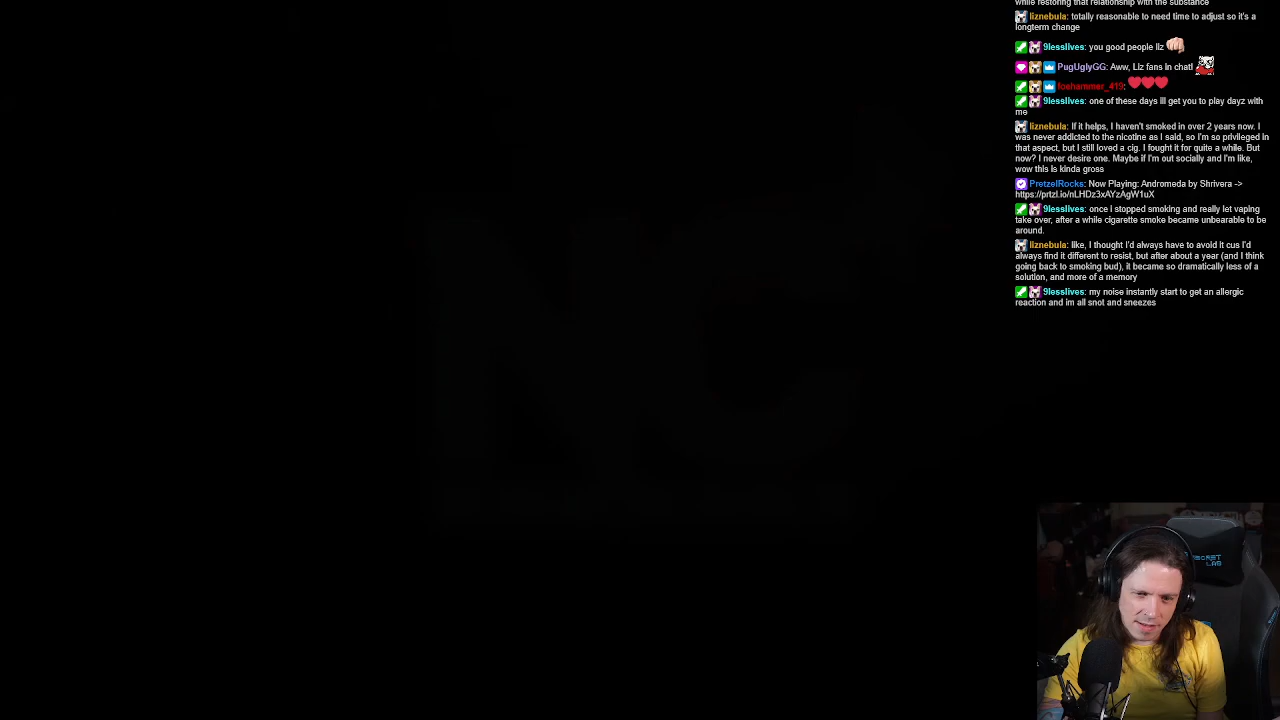 while restoring that relationship with the substance
liznebula: totally reasonable to need time to adjust so it's a
longterm change
9lesslives: you good people liz
PugUglyGG: Aww, Liz fans in chat!
foehammer_419:
9lesslives: one of these days ill get you to play dayz with
me
liznebula: If it helps, I haven't smoked in over 2 years now. I
was never addicted to the nicotine as I said, so I'm so privileged in
that aspect, but I still loved a cig. I fought it for quite a while. But
now? I never desire one. Maybe if I'm out socially and I'm like,
wow this is kinda gross
PretzelRocks: Now Playing: Andromeda by Shrivera ->
https://prtzl.io/nLHDz3xAYzAgW1uX
9lesslives: once I stopped smoking and really let vaping
take over, after a while cigarette smoke became unbearable to be
around.
liznebula: like, I thought I'd always have to avoid it cus I'd
always find it different to resist, but after about a year (and I think
going back to smoking bud), it became so dramatically less of a
solution, and more of a memory
9lesslives: my noise instantly start to get an allergic
reaction and im all snot and sneezes
SECRET
LAB